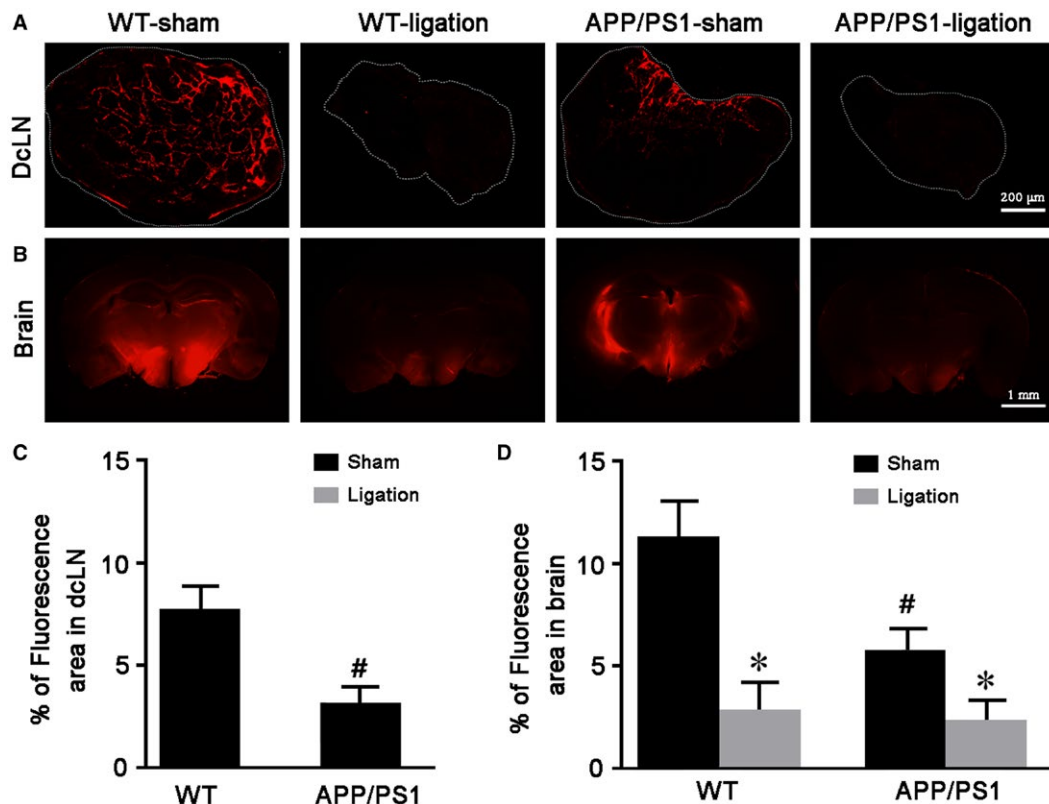 A WT-sham WT-ligation APP/PS1-sham APP/PS1-ligation
DcLN
200 µm
B
Brain
1 mm
C
15
10
5
0
% of Fluorescence
area in dcLN
Sham
Ligation
#
WT APP/PS1
D
15
10
5
0
% of Fluorescence
area in brain
Sham
Ligation
#
* *
WT APP/PS1